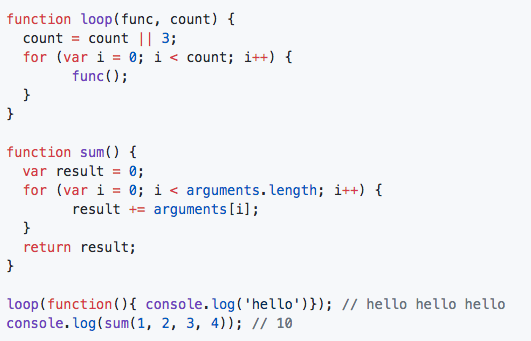 function loop(func, count) {
  count = count || 3;
  for (var i = 0; i < count; i++) {
        func();
  }
}

function sum() {
  var result = 0;
  for (var i = 0; i < arguments.length; i++) {
        result += arguments[i];
  }
  return result;
}

loop(function(){ console.log('hello')}); // hello hello hello
console.log(sum(1, 2, 3, 4)); // 10